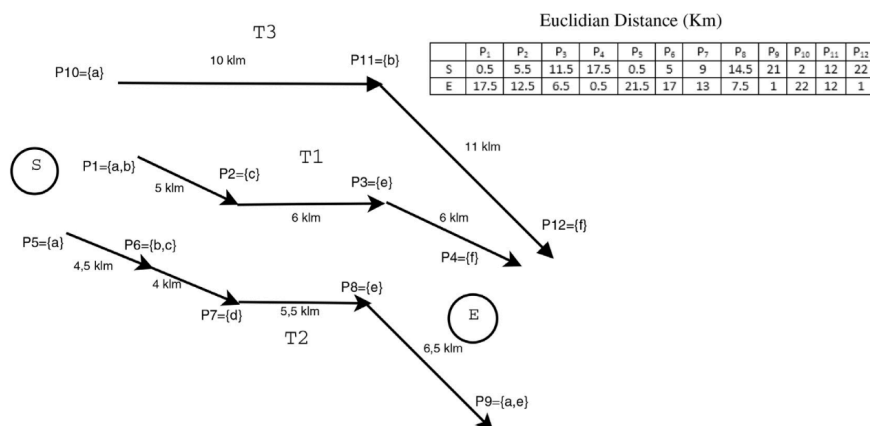 Euclidian Distance (Km)
P₁ P₂ P₃ P₄ P₅ P₆ P₇ P₈ P₉ P₁₀ P₁₁ P₁₂
S 0.5 5.5 11.5 17.5 0.5 5 9 14.5 21 2 12 22
E 17.5 12.5 6.5 0.5 21.5 17 13 7.5 1 22 12 1
T3
10 klm
P10={a}
P11={b}
11 klm
P12={f}
S
T1
P1={a,b}
5 klm
P2={c}
6 klm
P3={e}
6 klm
P4={f}
P5={a}
4,5 klm
P6={b,c}
4 klm
P7={d}
5,5 klm
P8={e}
T2
6,5 klm
E
P9={a,e}